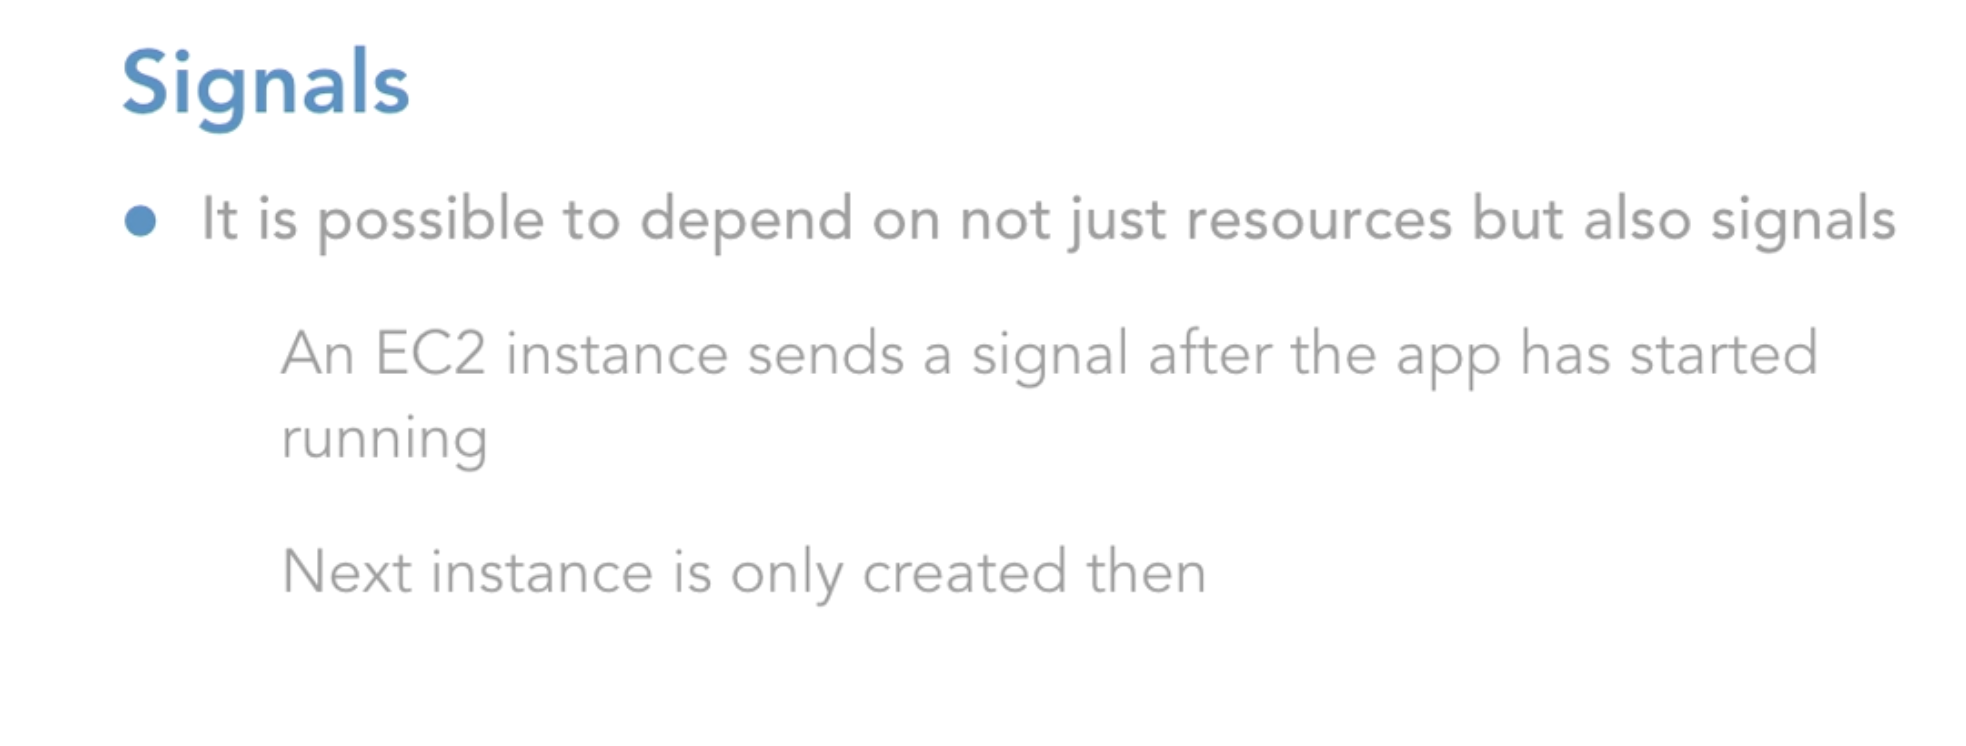 Signals
It is possible to depend on not just resources but also signals
An EC2 instance sends a signal after the app has started
running
Next instance is only created then